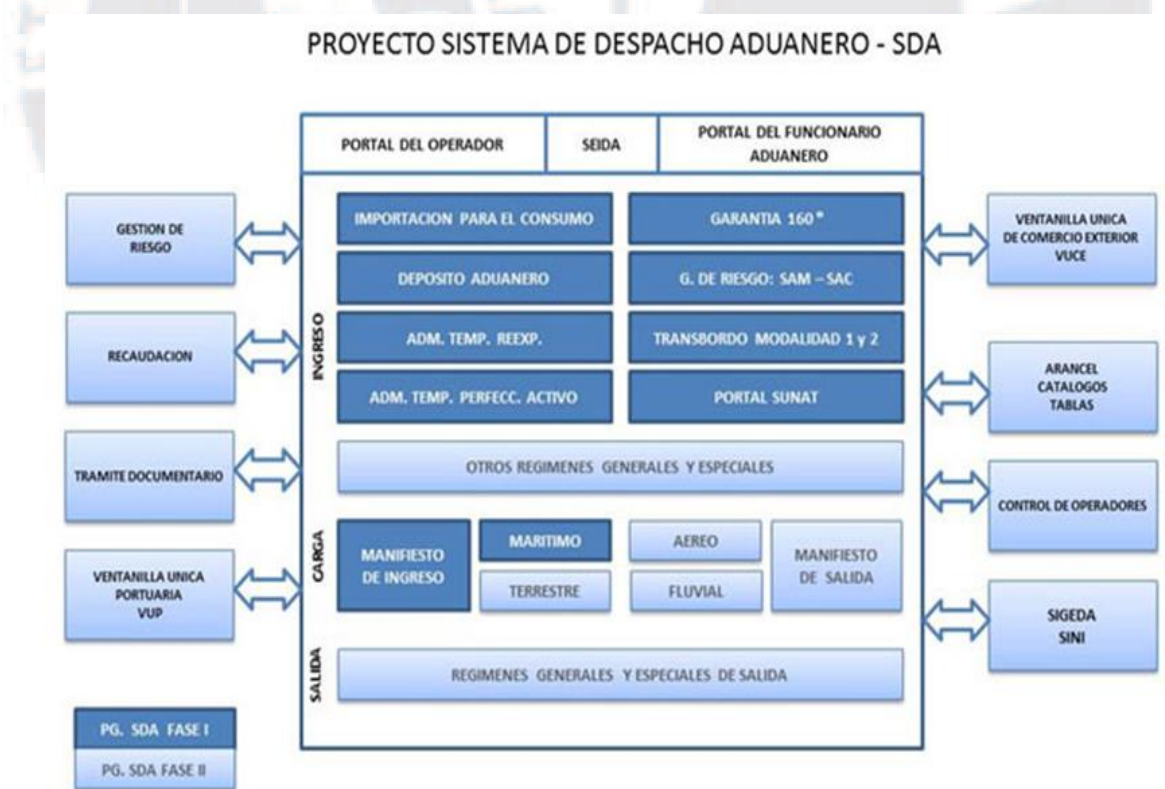 PROYECTO SISTEMA DE DESPACHO ADUANERO - SDA
PORTAL DEL OPERADOR
SEIDA
PORTAL DEL FUNCIONARIO
ADUANERO
GESTION DE
RIESGO
RECAUDACION
TRAMITE DOCUMENTARIO
VENTANILLA UNICA
PORTUARIA
VUP
INGRESO
IMPORTACION PARA EL CONSUMO
GARANTIA 160°
DEPOSITO ADUANERO
G. DE RIESGO: SAM – SAC
ADM. TEMP. REEXP.
TRANSBORDO MODALIDAD 1 y 2
ADM. TEMP. PERFECC. ACTIVO
PORTAL SUNAT
OTROS REGIMENES GENERALES Y ESPECIALES
CARGA
MANIFIESTO
DE INGRESO
MARITIMO
AEREO
TERRESTRE
FLUVIAL
MANIFIESTO
DE SALIDA
SALIDA
REGIMENES GENERALES Y ESPECIALES DE SALIDA
VENTANILLA UNICA
DE COMERCIO EXTERIOR
VUCE
ARANCEL
CATALOGOS
TABLAS
CONTROL DE OPERADORES
SIGEDA
SINI
PG. SDA FASE I
PG. SDA FASE II